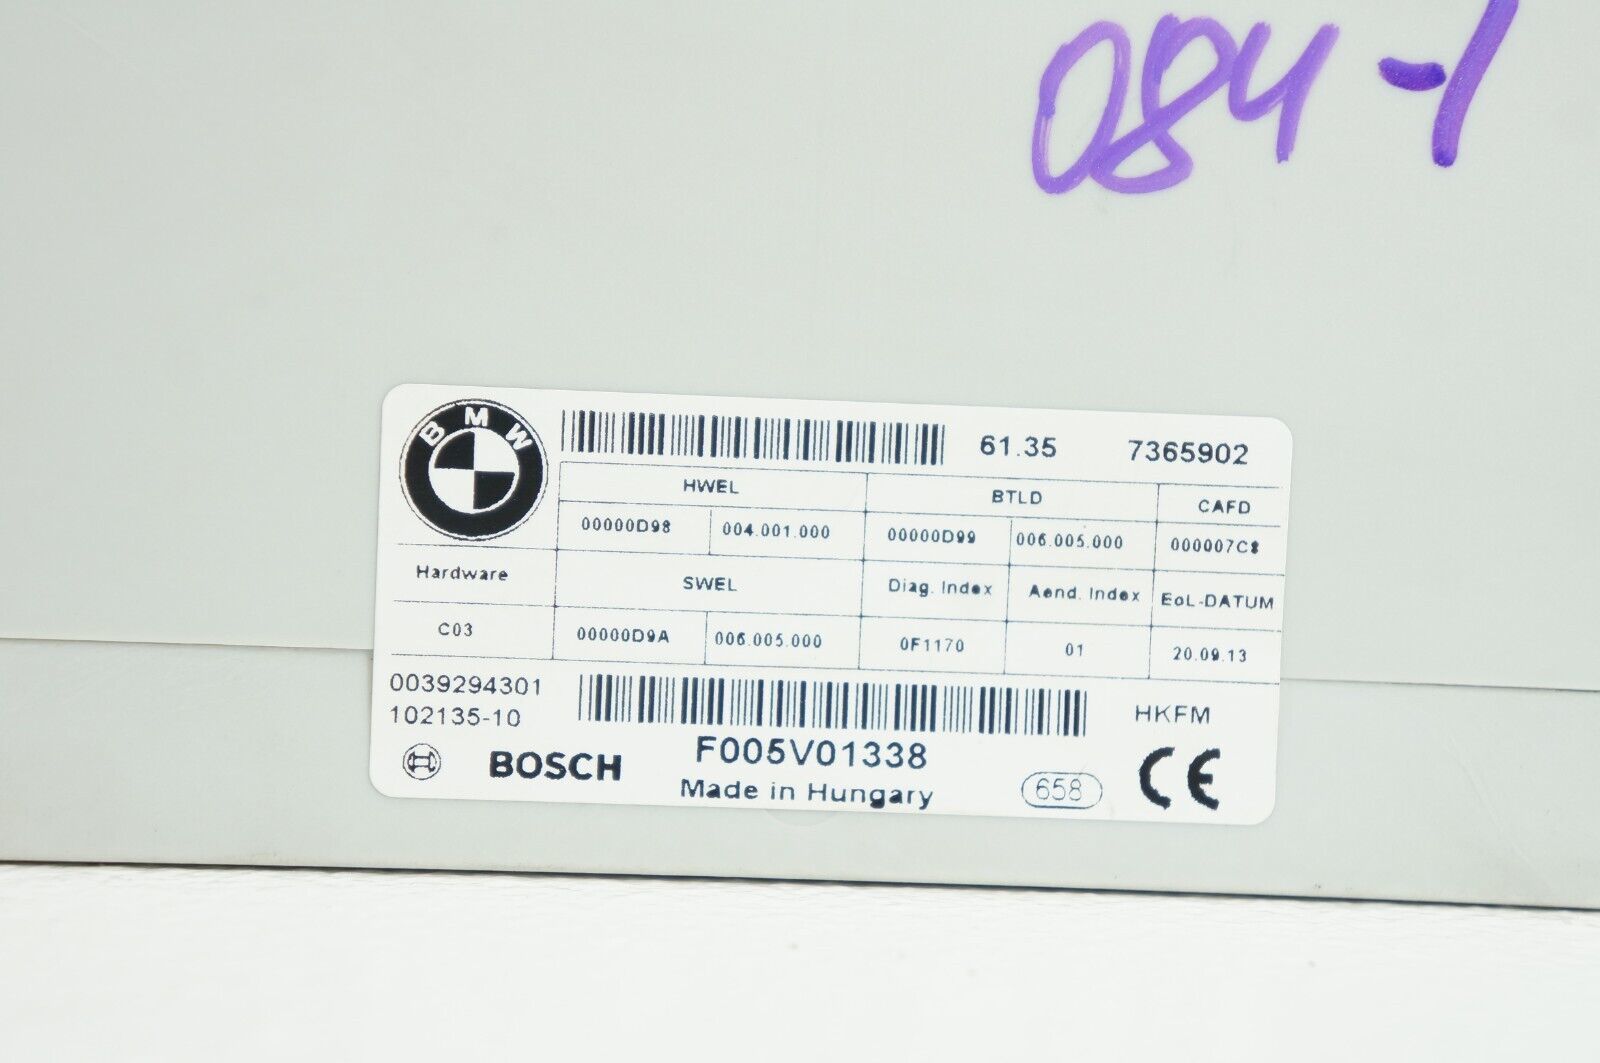 084-1
BMW
61.35 7365902
HWEL BTLD CAFD
00000D98 004.001.000 00000D99 006.005.000 000007C8
Hardware SWEL Diag. Index Aend. Index EoL-DATUM
C03 00000D9A 006.005.000 0F1170 01 20.09.13
0039294301
102135-10 HKFM
BOSCH F005V01338
Made in Hungary 658 CE